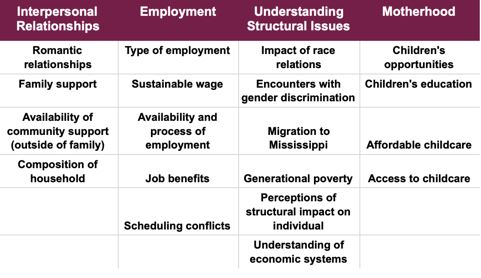 Interpersonal Employment Understanding Motherhood
Relationships Structural Issues
Romantic Type of employment Impact of race Children's
relationships relations opportunities
Family support Sustainable wage Encounters with Children's education
gender discrimination
Availability of Availability and
community support process of Migration to
(outside of family) employment Mississippi Affordable childcare
Composition of
household Job benefits Generational poverty Access to childcare
Perceptions of
structural impact on
Scheduling conflicts individual
Understanding of
economic systems